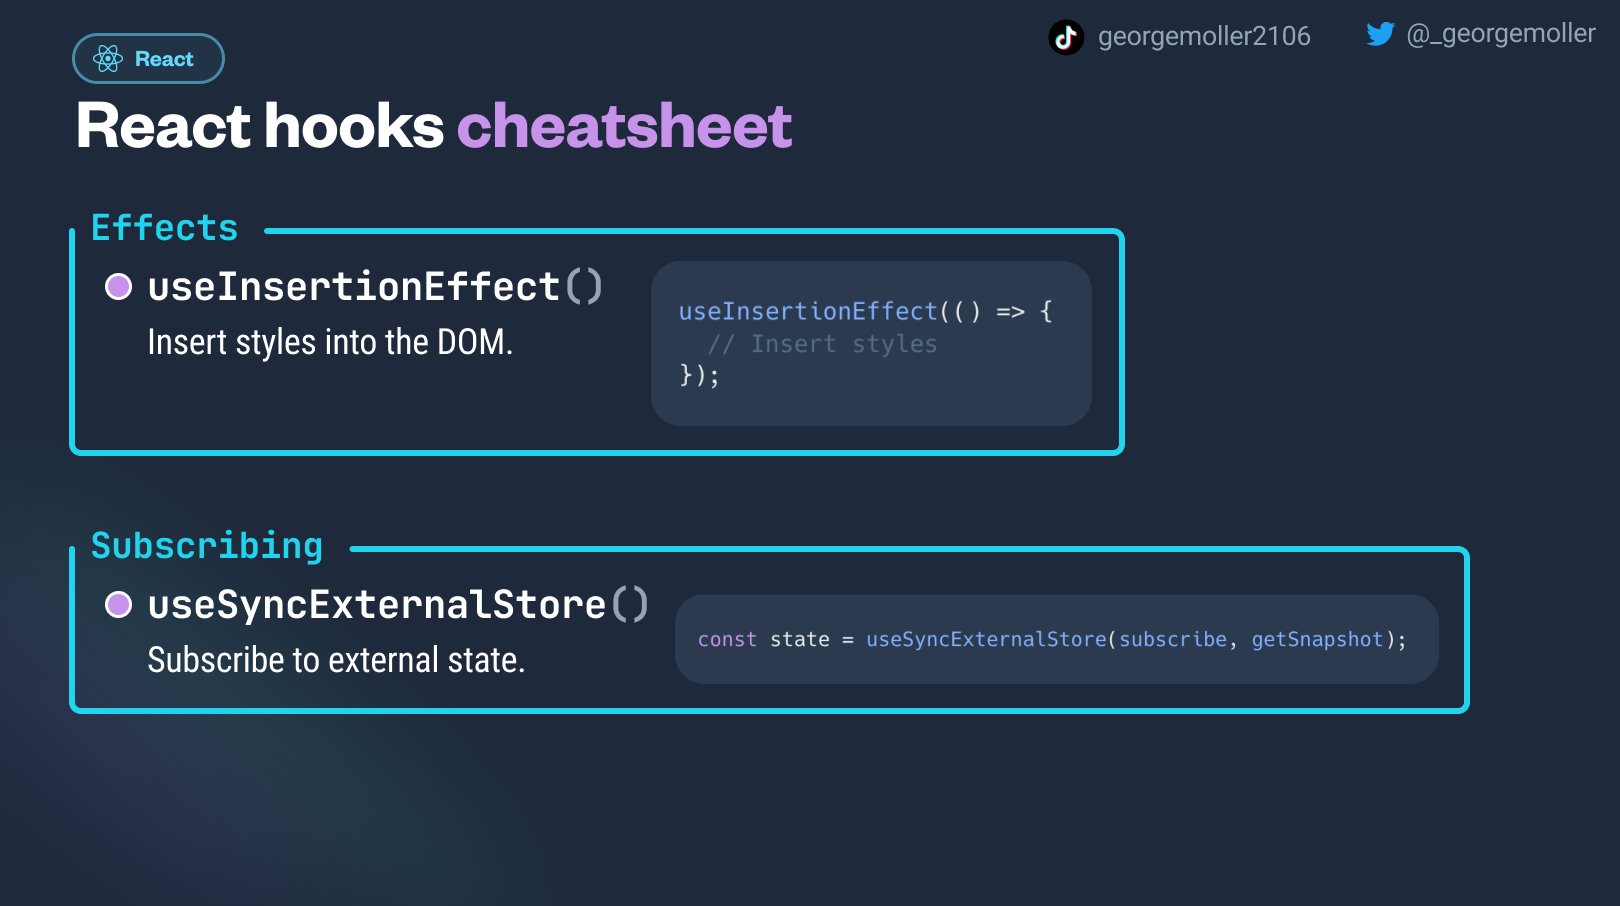 React
georgemoller2106
@_georgemoller
React hooks cheatsheet
Effects
useInsertionEffect()
Insert styles into the DOM.
useInsertionEffect(() => {
// Insert styles
});
Subscribing
useSyncExternalStore()
Subscribe to external state.
const state = useSyncExternalStore(subscribe, getSnapshot);